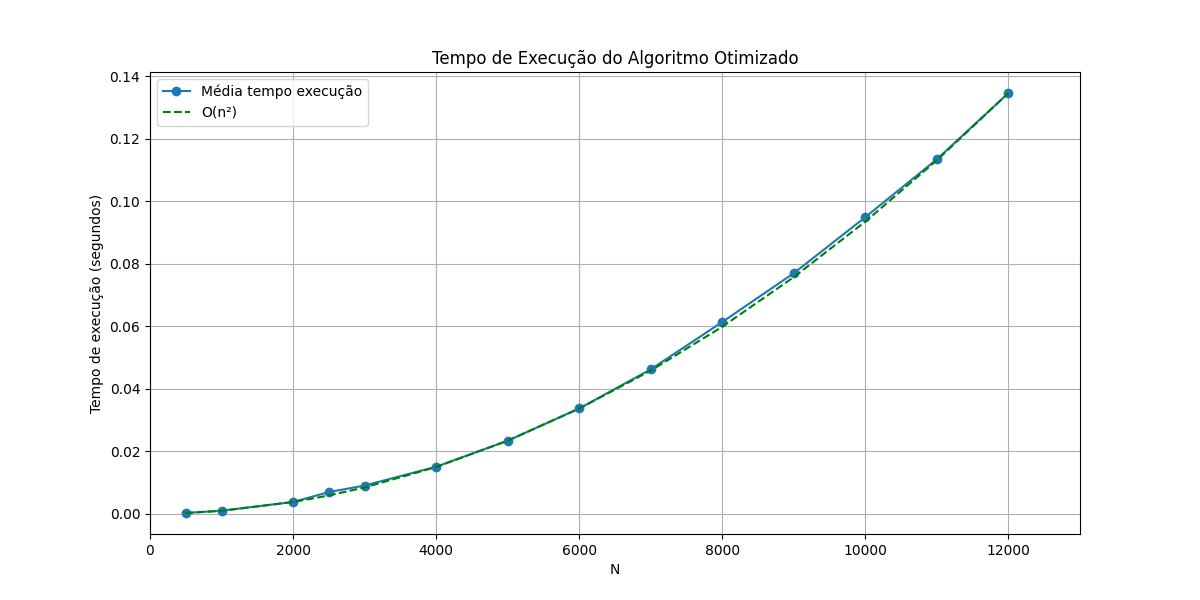 Tempo de Execução do Algoritmo Otimizado
Média tempo execução
O(n²)
Tempo de execução (segundos)
0.14
0.12
0.10
0.08
0.06
0.04
0.02
0.00
0 2000 4000 6000 8000 10000 12000
N